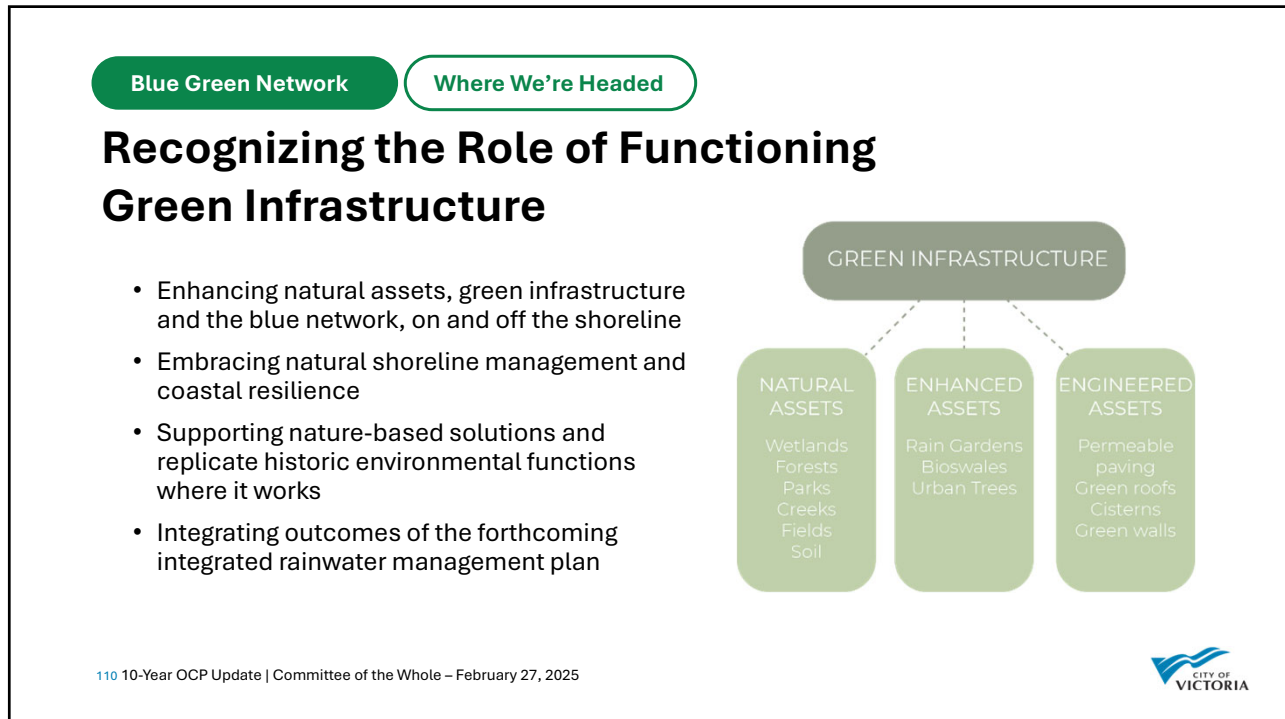 Blue Green Network
Where We're Headed
Recognizing the Role of Functioning
Green Infrastructure
• Enhancing natural assets, green infrastructure
and the blue network, on and off the shoreline
• Embracing natural shoreline management and
coastal resilience
• Supporting nature-based solutions and
replicate historic environmental functions
where it works
• Integrating outcomes of the forthcoming
integrated rainwater management plan
GREEN INFRASTRUCTURE
NATURAL
ASSETS
Wetlands
Forests
Parks
Creeks
Fields
Soil
ENHANCED
ASSETS
Rain Gardens
Bioswales
Urban Trees
ENGINEERED
ASSETS
Permeable
paving
Green roofs
Cisterns
Green walls
110 10-Year OCP Update | Committee of the Whole – February 27, 2025
CITY OF
VICTORIA